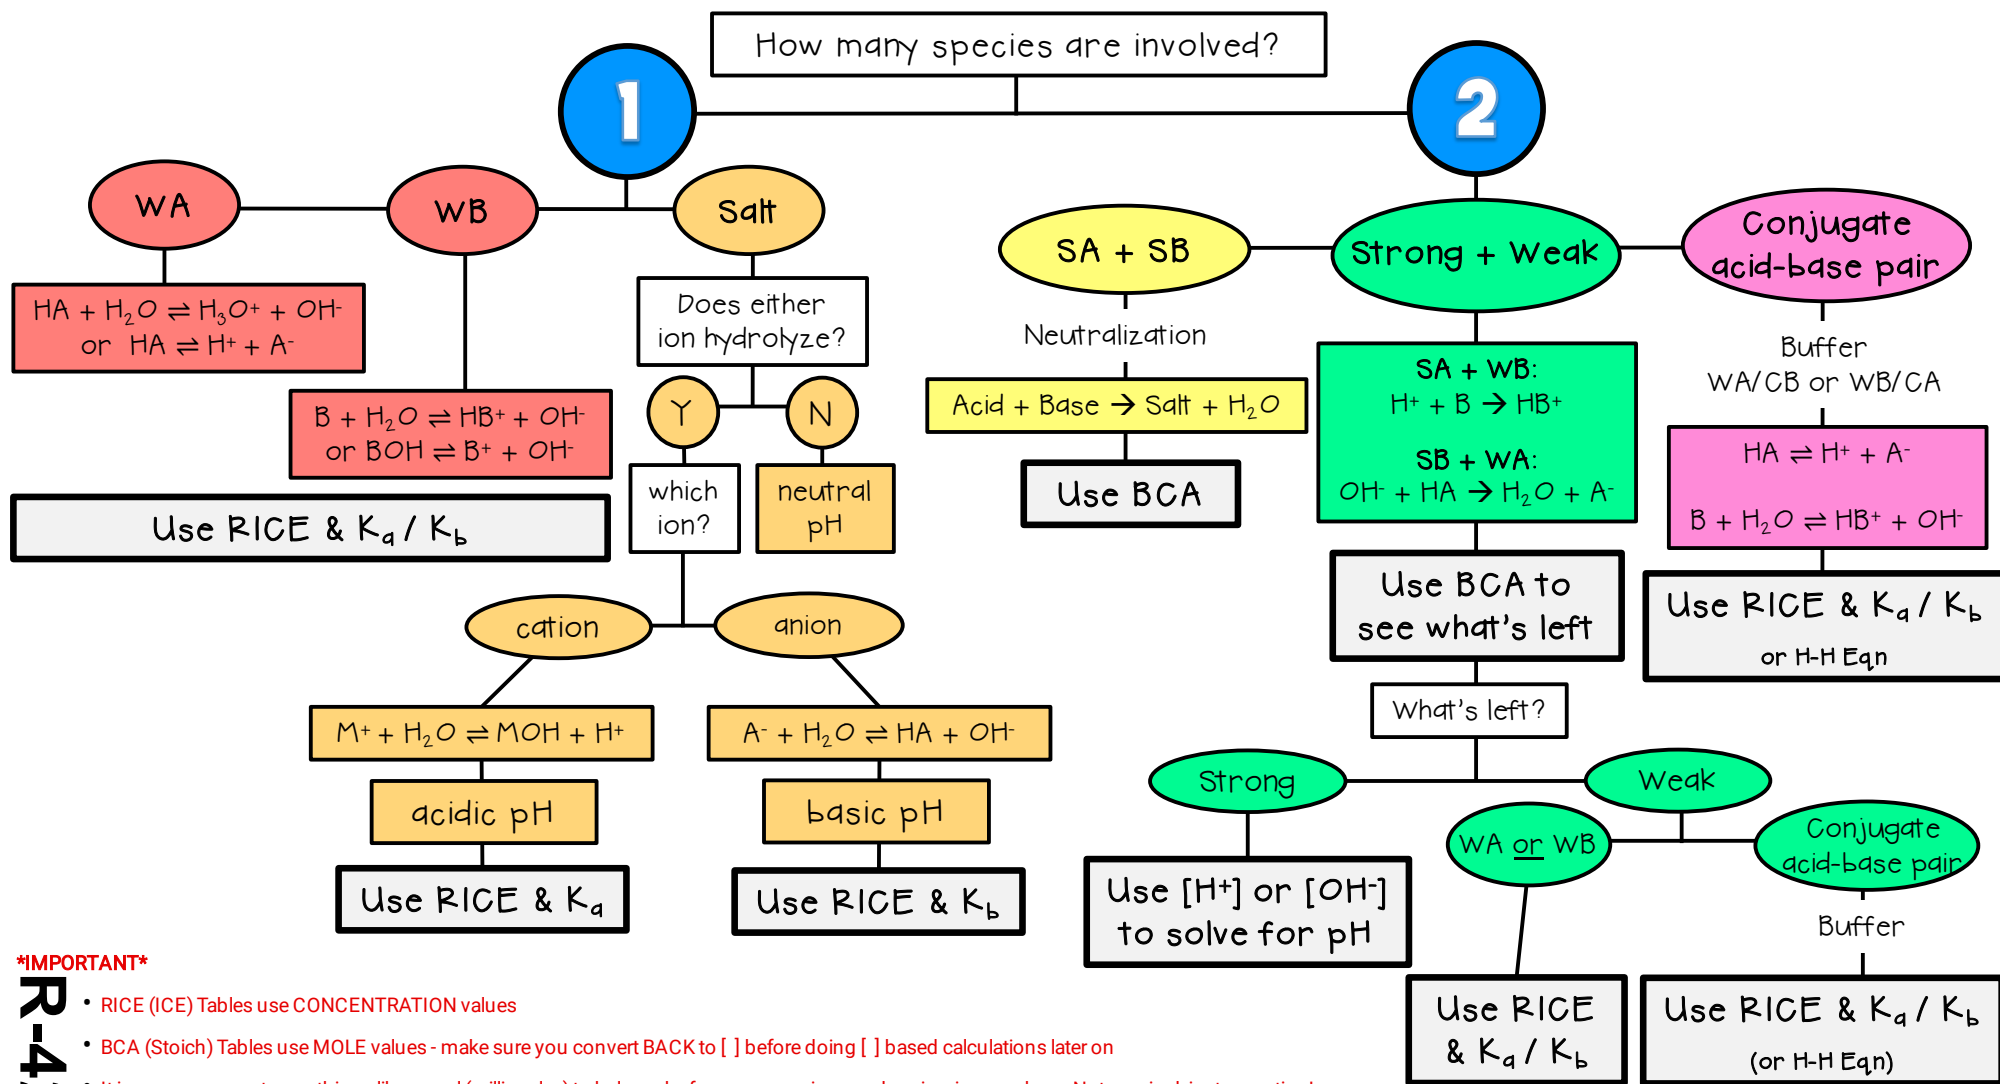 How many species are involved?
1
2
WA
WB
Salt
HA + H₂O ⇌ H₃O⁺ + OH⁻
or HA ⇌ H⁺ + A⁻
B + H₂O ⇌ HB⁺ + OH⁻
or BOH ⇌ B⁺ + OH⁻
Use RICE & Kₐ / K_b
Does either
ion hydrolyze?
Y
N
which
ion?
neutral
pH
cation
anion
M⁺ + H₂O ⇌ MOH + H⁺
A⁻ + H₂O ⇌ HA + OH⁻
acidic pH
basic pH
Use RICE & Kₐ
Use RICE & K_b
SA + SB
Neutralization
Acid + Base → Salt + H₂O
Use BCA
Strong + Weak
SA + WB:
H⁺ + B → HB⁺
SB + WA:
OH⁻ + HA → H₂O + A⁻
Use BCA to
see what's left
What's left?
Strong
Weak
Use [H⁺] or [OH⁻]
to solve for pH
WA or WB
Conjugate
acid-base pair
Buffer
Use RICE
& Kₐ / K_b
Use RICE & Kₐ / K_b
(or H-H Eqn)
Conjugate
acid-base pair
Buffer
WA/CB or WB/CA
HA ⇌ H⁺ + A⁻
B + H₂O ⇌ HB⁺ + OH⁻
Use RICE & Kₐ / K_b
or H-H Eqn
*IMPORTANT*
• RICE (ICE) Tables use CONCENTRATION values
• BCA (Stoich) Tables use MOLE values - make sure you convert BACK to [ ] before doing [ ] based calculations later on
R-4